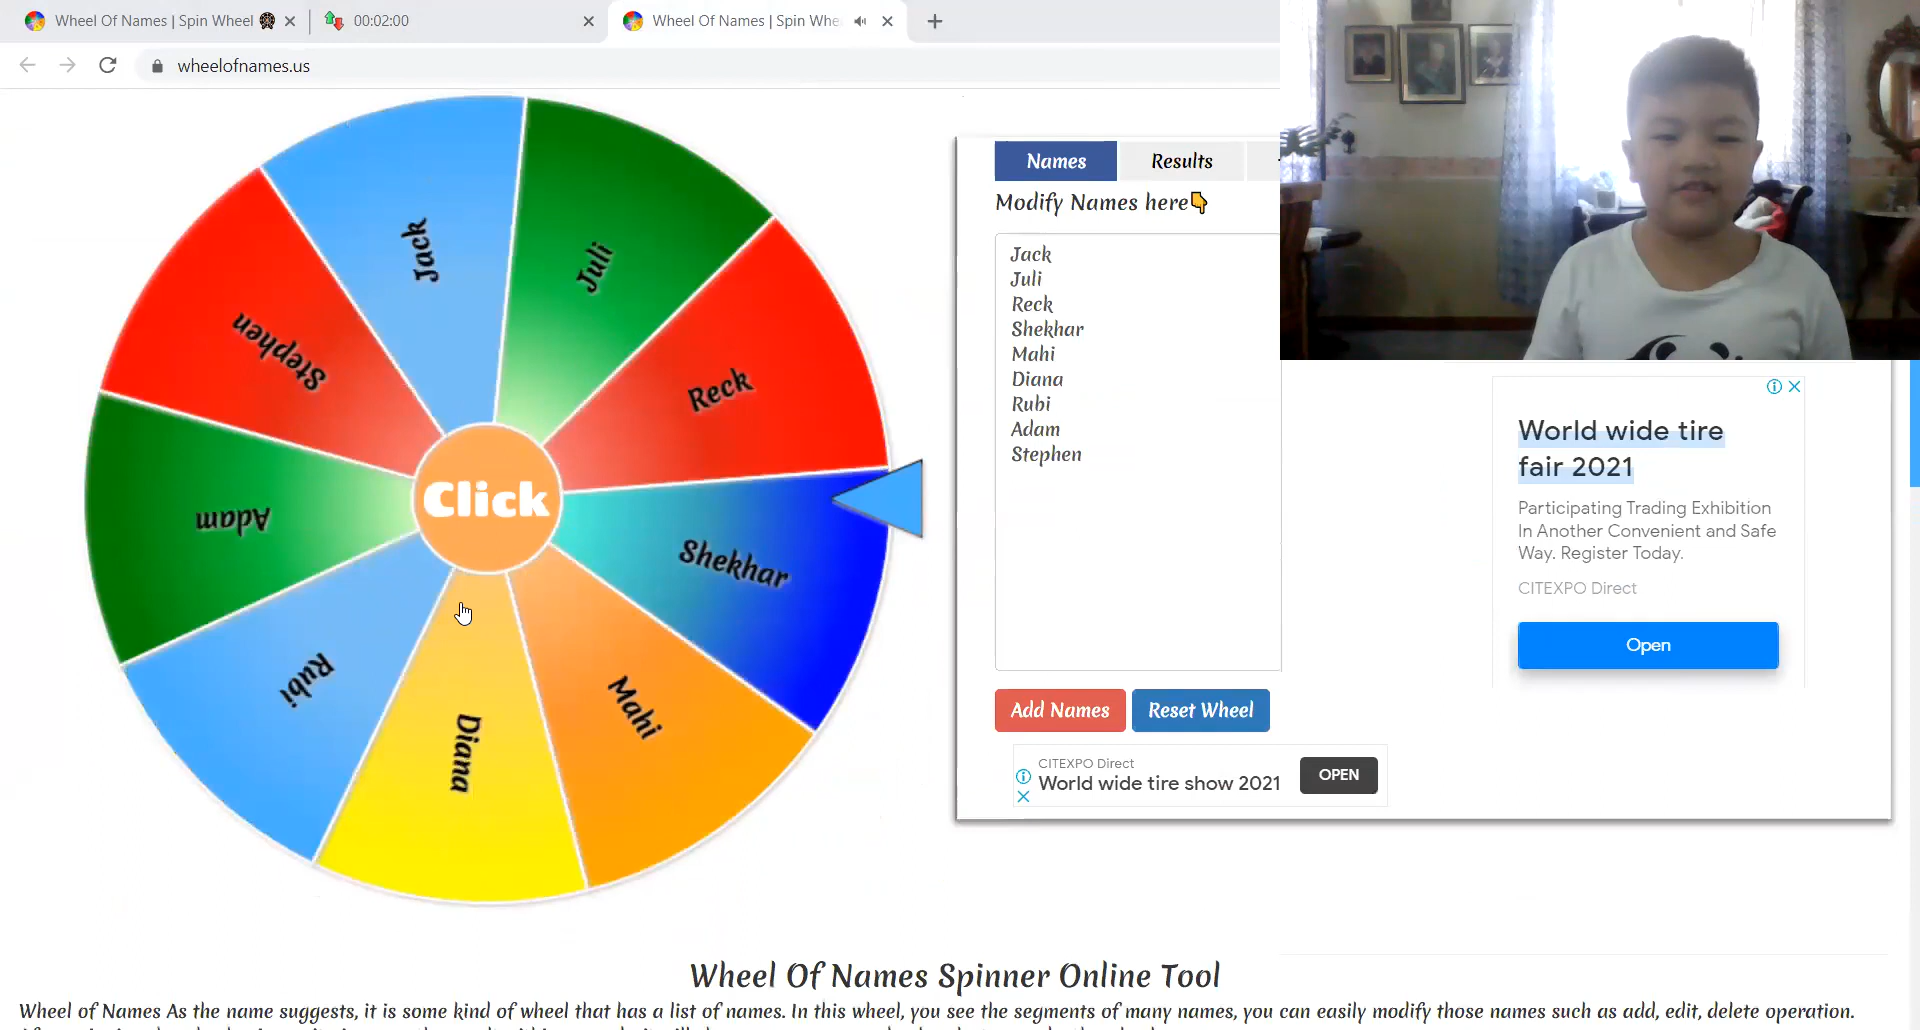 Wheel Of Names | Spin Wheel
00:02:00
Wheel Of Names | Spin Whe
wheelofnames.us
Jack
Juli
Reck
Shekhar
Mahi
Diana
Rubi
Adam
Stephen
Click
Names
Results
Modify Names here
Jack
Juli
Reck
Shekhar
Mahi
Diana
Rubi
Adam
Stephen
Add Names
Reset Wheel
CITEXPO Direct
World wide tire show 2021
OPEN
World wide tire
fair 2021
Participating Trading Exhibition
In Another Convenient and Safe
Way. Register Today.
CITEXPO Direct
Open
Wheel Of Names Spinner Online Tool
Wheel of Names As the name suggests, it is some kind of wheel that has a list of names. In this wheel, you see the segments of many names, you can easily modify those names such as add, edit, delete operation.